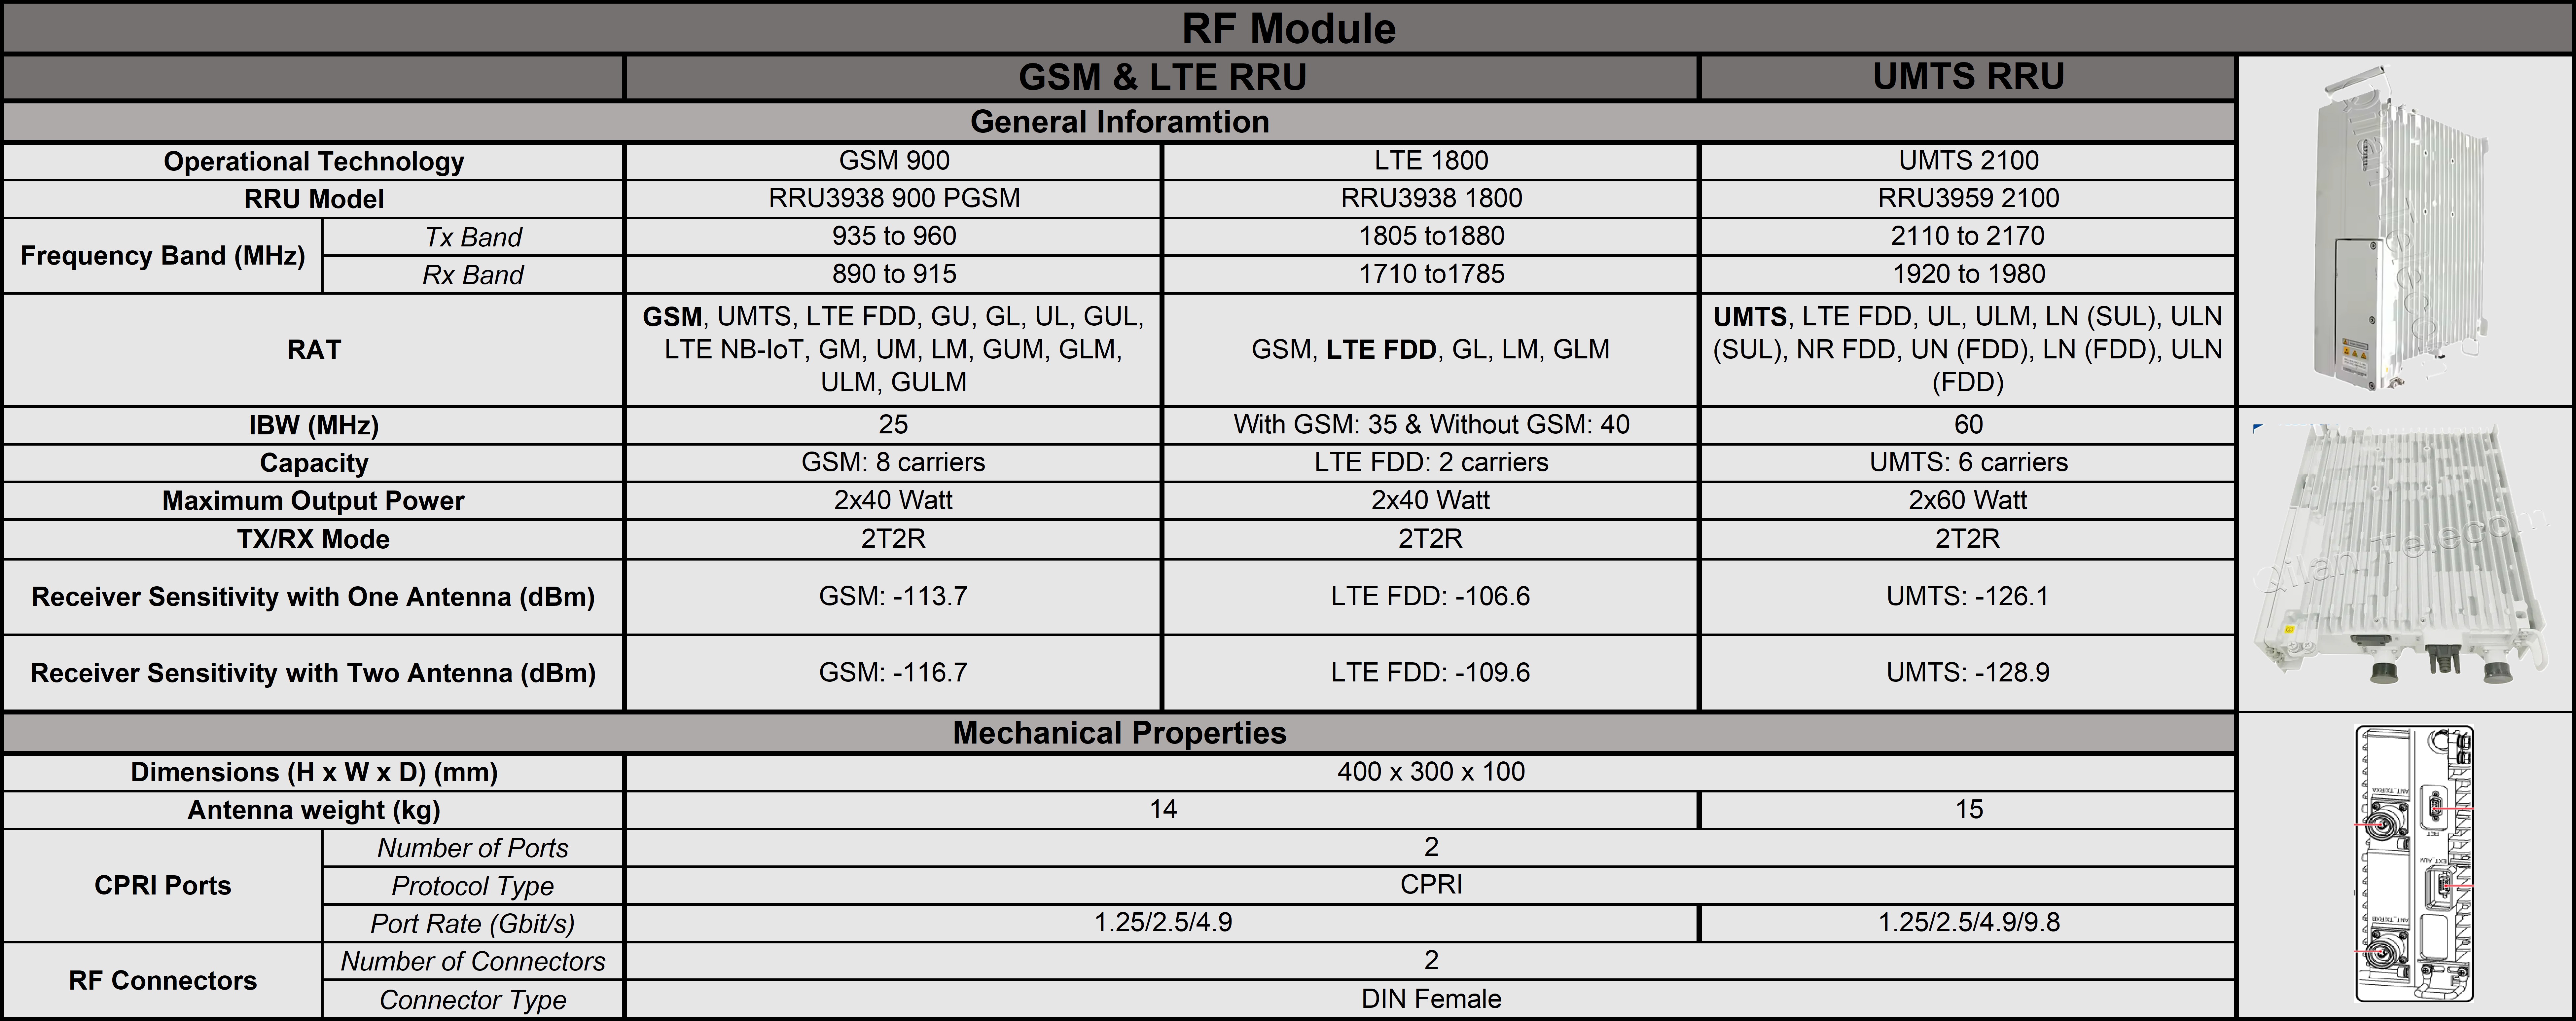 RF Module
GSM & LTE RRU UMTS RRU
General Inforamtion
Operational Technology GSM 900 LTE 1800 UMTS 2100
RRU Model RRU3938 900 PGSM RRU3938 1800 RRU3959 2100
Frequency Band (MHz)
Tx Band 935 to 960 1805 to1880 2110 to 2170
Rx Band 890 to 915 1710 to1785 1920 to 1980
RAT
GSM, UMTS, LTE FDD, GU, GL, UL, GUL,
LTE NB-IoT, GM, UM, LM, GUM, GLM,
ULM, GULM
GSM, LTE FDD, GL, LM, GLM
UMTS, LTE FDD, UL, ULM, LN (SUL), ULN
(SUL), NR FDD, UN (FDD), LN (FDD), ULN
(FDD)
IBW (MHz) 25 With GSM: 35 & Without GSM: 40 60
Capacity GSM: 8 carriers LTE FDD: 2 carriers UMTS: 6 carriers
Maximum Output Power 2x40 Watt 2x40 Watt 2x60 Watt
TX/RX Mode 2T2R 2T2R 2T2R
Receiver Sensitivity with One Antenna (dBm) GSM: -113.7 LTE FDD: -106.6 UMTS: -126.1
Receiver Sensitivity with Two Antenna (dBm) GSM: -116.7 LTE FDD: -109.6 UMTS: -128.9
Mechanical Properties
Dimensions (H x W x D) (mm) 400 x 300 x 100
Antenna weight (kg) 14 15
CPRI Ports
Number of Ports 2
Protocol Type CPRI
Port Rate (Gbit/s) 1.25/2.5/4.9 1.25/2.5/4.9/9.8
RF Connectors
Number of Connectors 2
Connector Type DIN Female
Telecom
RET
EXT_ALM